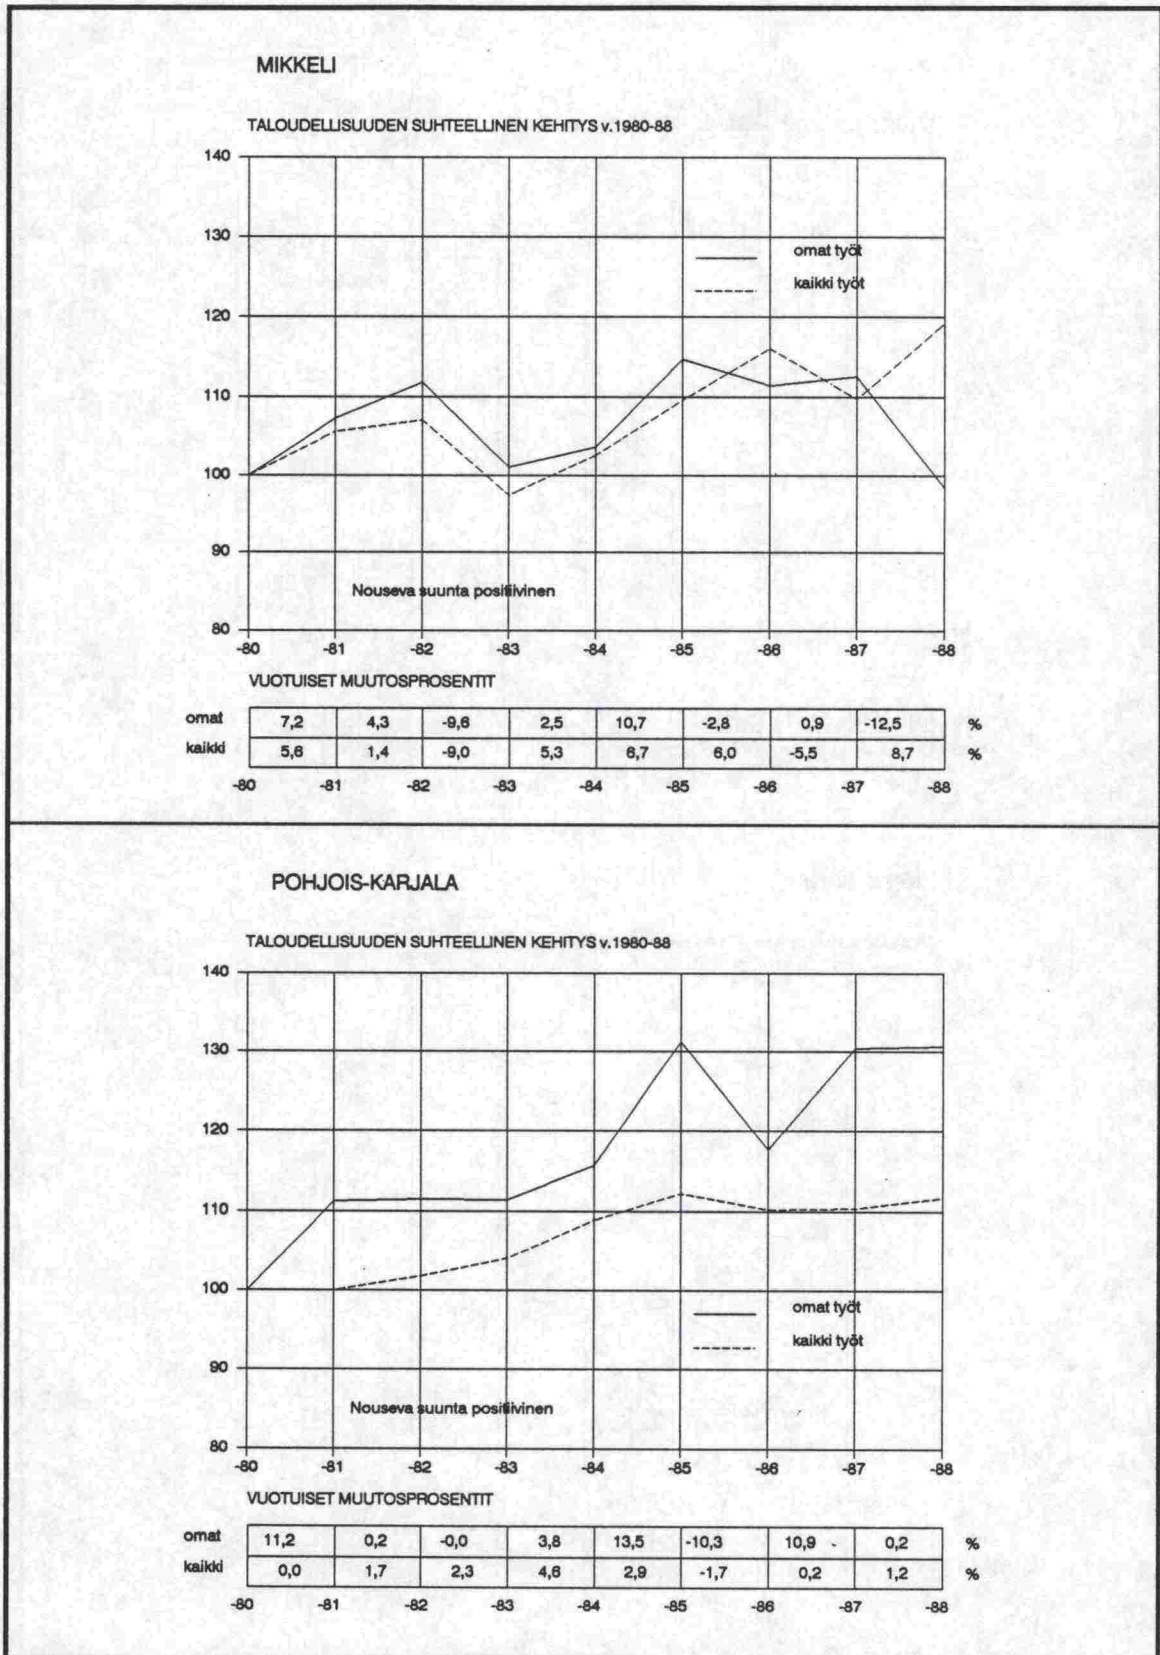 MIKKELI
TALOUDELLISUUDEN SUHTEELLINEN KEHITYS v.1980-88
140
130
omat työt
kaikki työt
120
110
100
90
Nouseva suunta positiivinen
80
-80 -81 -82 -83 -84 -85 -86 -87 -88
VUOTUISET MUUTOSPROSENTIT
omat 7,2 4,3 -9,6 2,5 10,7 -2,8 0,9 -12,5 %
kaikki 5,6 1,4 -9,0 5,3 6,7 6,0 -5,5 8,7 %
-80 -81 -82 -83 -84 -85 -86 -87 -88
POHJOIS-KARJALA
TALOUDELLISUUDEN SUHTEELLINEN KEHITYS v.1980-88
140
130
120
110
100
omat työt
kaikki työt
90
Nouseva suunta positiivinen
80
-80 -81 -82 -83 -84 -85 -86 -87 -88
VUOTUISET MUUTOSPROSENTIT
omat 11,2 0,2 -0,0 3,8 13,5 -10,3 10,9 0,2 %
kaikki 0,0 1,7 2,3 4,6 2,9 -1,7 0,2 1,2 %
-80 -81 -82 -83 -84 -85 -86 -87 -88